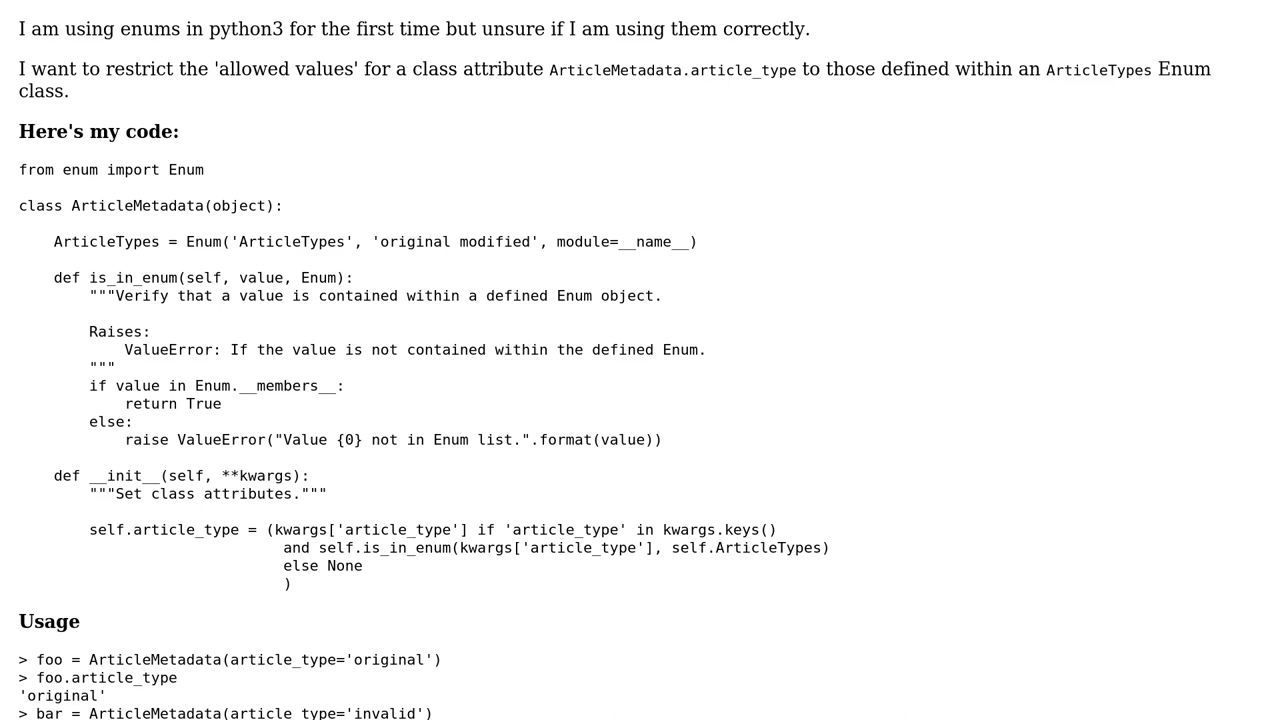 I am using enums in python3 for the first time but unsure if I am using them correctly.
I want to restrict the 'allowed values' for a class attribute ArticleMetadata.article_type to those defined within an ArticleTypes Enum
class.
Here's my code:
from enum import Enum
class ArticleMetadata(object):
    ArticleTypes = Enum('ArticleTypes', 'original modified', module=__name__)
    def is_in_enum(self, value, Enum):
        """Verify that a value is contained within a defined Enum object.
        Raises:
            ValueError: If the value is not contained within the defined Enum.
        """
        if value in Enum.__members__:
            return True
        else:
            raise ValueError("Value {0} not in Enum list.".format(value))
    def __init__(self, **kwargs):
        """Set class attributes."""
        self.article_type = (kwargs['article_type'] if 'article_type' in kwargs.keys()
                              and self.is_in_enum(kwargs['article_type'], self.ArticleTypes)
                              else None
                              )
Usage
> foo = ArticleMetadata(article_type='original')
> foo.article_type
'original'
> bar = ArticleMetadata(article_type='invalid')